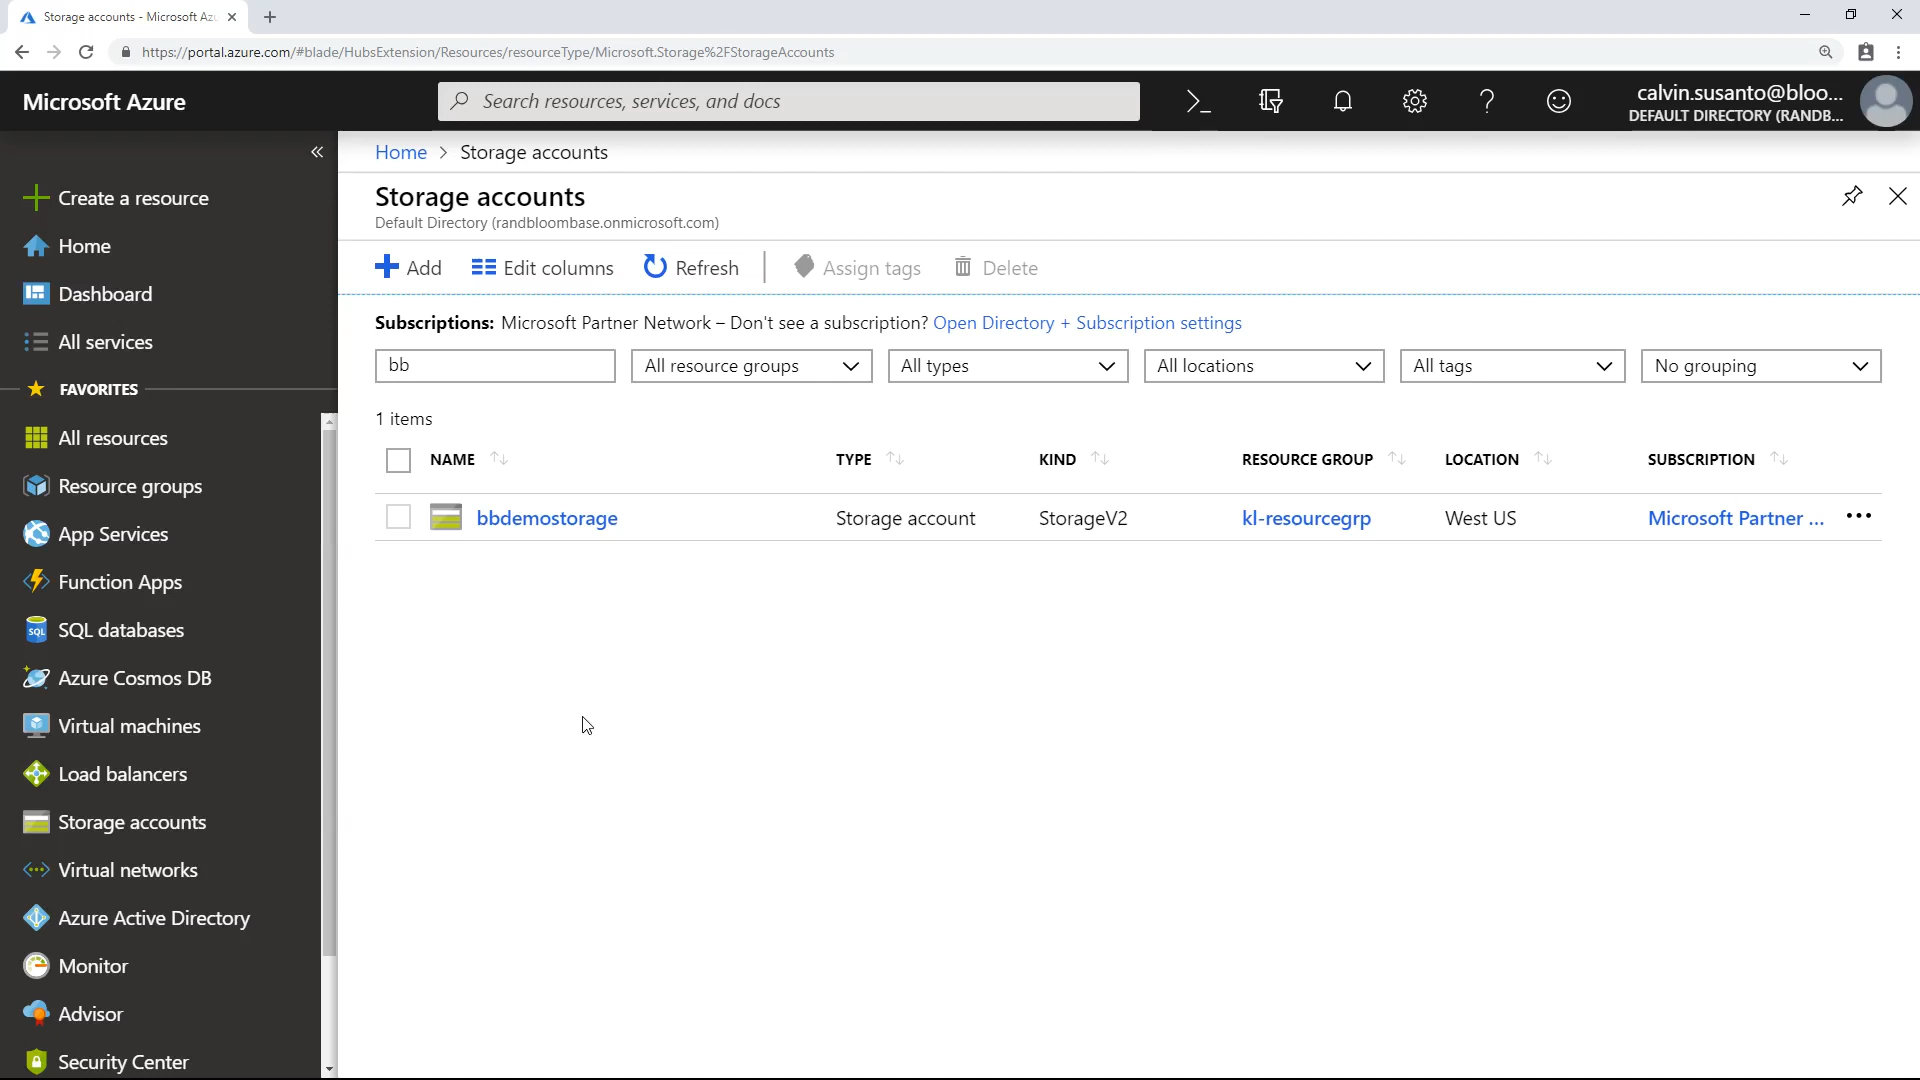 Storage accounts - Microsoft Azu
https://portal.azure.com/#blade/HubsExtension/Resources/resourceType/Microsoft.Storage%2FStorageAccounts
Microsoft Azure
Search resources, services, and docs
calvin.susanto@bloo...
DEFAULT DIRECTORY (RANDB...
Create a resource
Home
Dashboard
All services
FAVORITES
All resources
Resource groups
App Services
Function Apps
SQL databases
Azure Cosmos DB
Virtual machines
Load balancers
Storage accounts
Virtual networks
Azure Active Directory
Monitor
Advisor
Security Center
Home > Storage accounts
Storage accounts
Default Directory (randbloombase.onmicrosoft.com)
Add Edit columns Refresh Assign tags Delete
Subscriptions: Microsoft Partner Network – Don't see a subscription? Open Directory + Subscription settings
bb All resource groups All types All locations All tags No grouping
1 items
NAME TYPE KIND RESOURCE GROUP LOCATION SUBSCRIPTION
bbdemostorage Storage account StorageV2 kl-resourcegrp West US Microsoft Partner ...